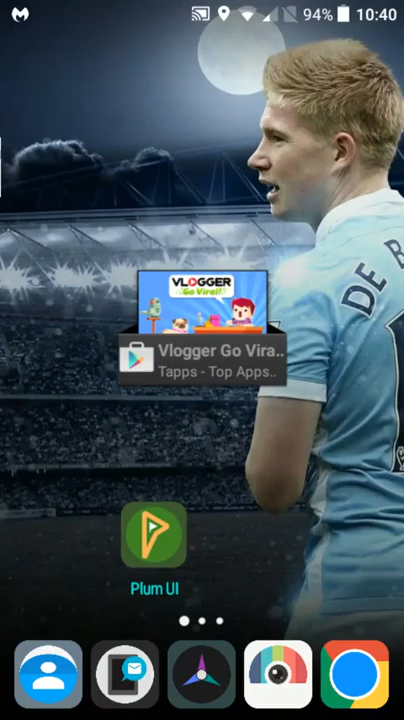 94% 10:40
VLOGGER
Go Viral!
Vlogger Go Vira..
Tapps - Top Apps..
DE B
Plum UI